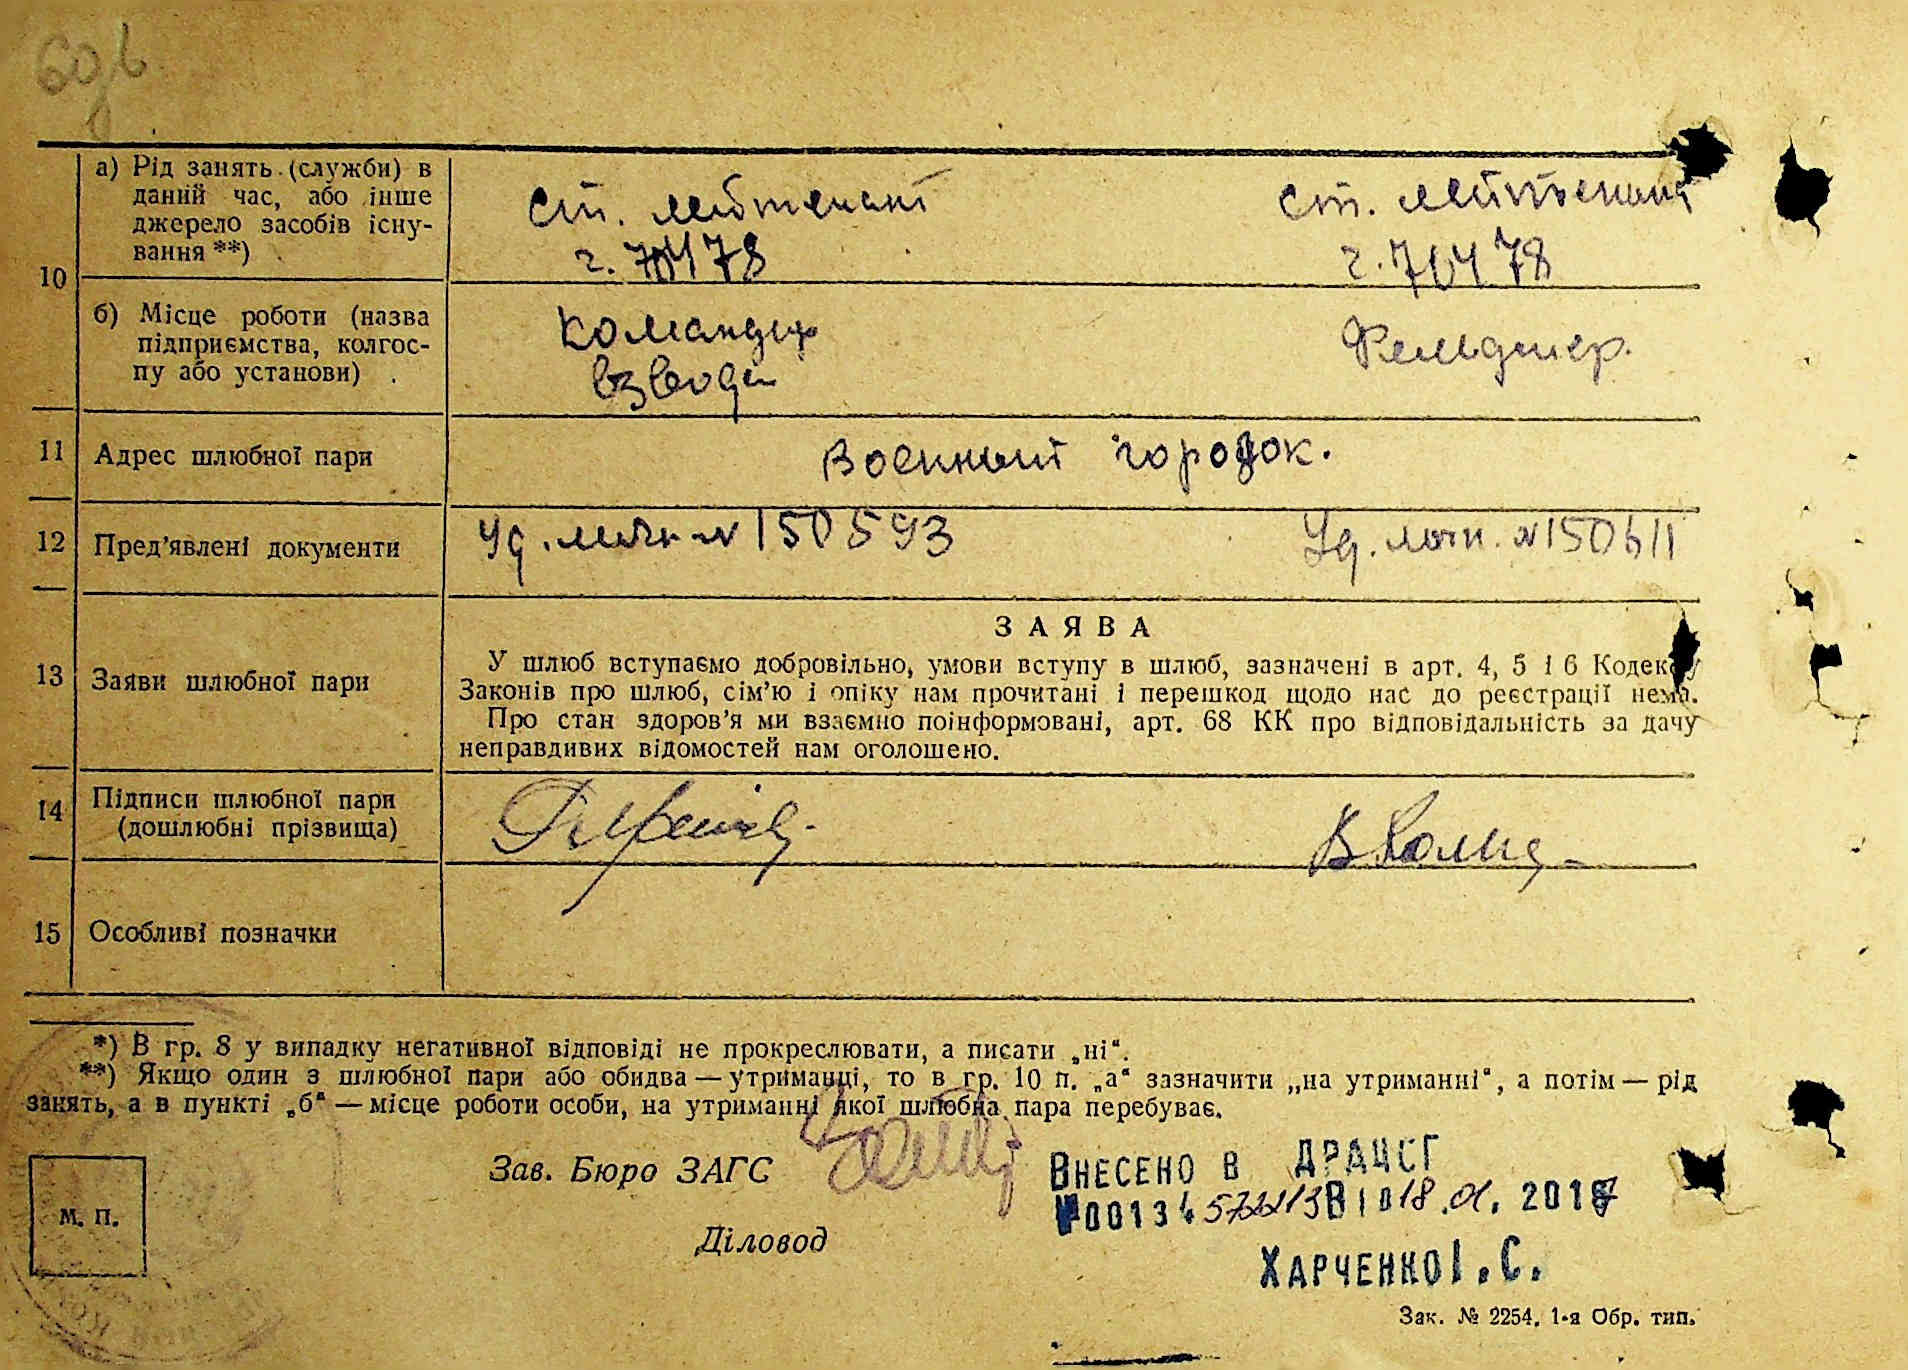 10
а) Рід занять (служби) в
даний час, або інше
джерело засобів існу-
вання **)
ст. лейтенант
ч. 70478
ст. лейтенант
ч. 70478
б) Місце роботи (назва
підприємства, колгос-
пу або установи)
командир
взвода
Фельдшер.
11
Адрес шлюбної пари
Военный городок.
12
Пред’явлені документи
Уд. личн. N 150593
Уд. личн. N 150611
13
Заяви шлюбної пари
ЗАЯВА
У шлюб вступаємо добровільно, умови вступу в шлюб, зазначені в арт. 4, 5 і 6 Кодексу
Законів про шлюб, сім’ю і опіку нам прочитані і перешкод щодо нас до реєстрації нема.
Про стан здоров’я ми взаємно поінформовані, арт. 68 КК про відповідальність за дачу
неправдивих відомостей нам оголошено.
14
Підписи шлюбної пари
(дошлюбні прізвища)
15
Особливі позначки
*) В гр. 8 у випадку негативної відповіді не прокреслювати, а писати „ні“.
**) Якщо один з шлюбної пари або обидва — утриманці, то в гр. 10 п. „а“ зазначити „на утриманні“, а потім — рід
занять, а в пункті „б“ — місце роботи особи, на утриманні якої шлюбна пара перебуває.
М. П.
Зав. Бюро ЗАГС
Діловод
Внесено в ДРАЦСГ
від 18.01.2017
Харченко І.С.
Зак. № 2254. 1-я Обр. тип.